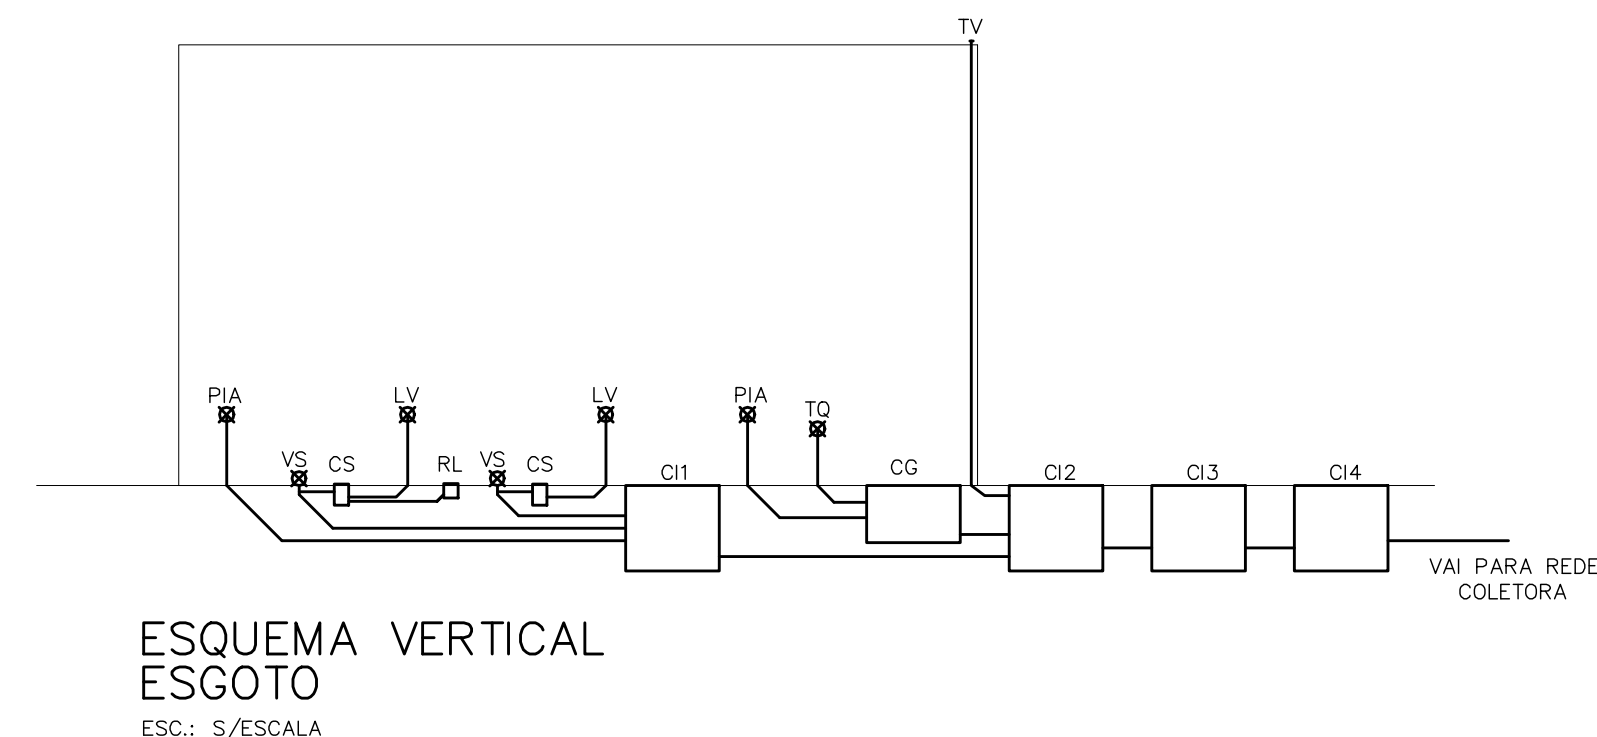 TV
PIA
LV
LV
PIA
TQ
VS
CS
RL
VS
CS
CI1
CG
CI2
CI3
CI4
VAI PARA REDE
COLETORA
ESQUEMA VERTICAL
ESGOTO
ESC.: S/ESCALA